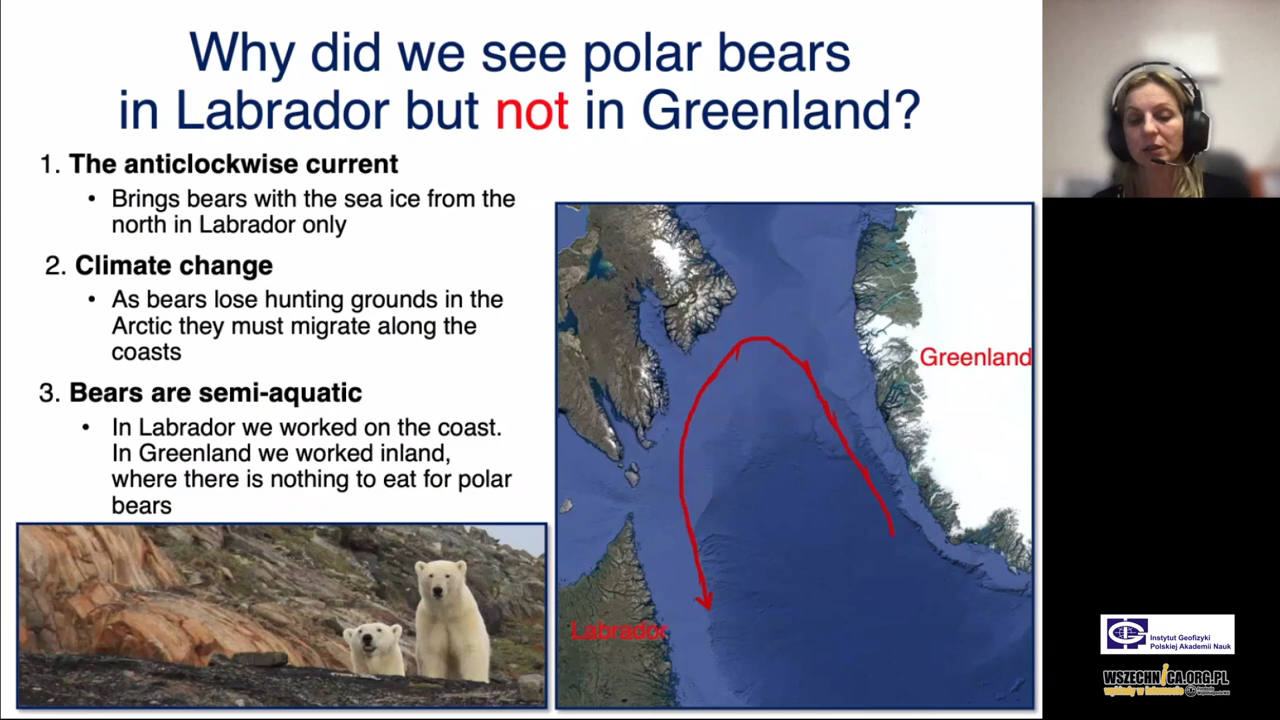 Why did we see polar bears
in Labrador but not in Greenland?
1. The anticlockwise current
• Brings bears with the sea ice from the
north in Labrador only
2. Climate change
• As bears lose hunting grounds in the
Arctic they must migrate along the
coasts
3. Bears are semi-aquatic
• In Labrador we worked on the coast.
In Greenland we worked inland,
where there is nothing to eat for polar
bears
Greenland
Labrador
Instytut Geofizyki
Polskiej Akademii Nauk
WSZECHNICA.ORG.PL
wykłady w internecie